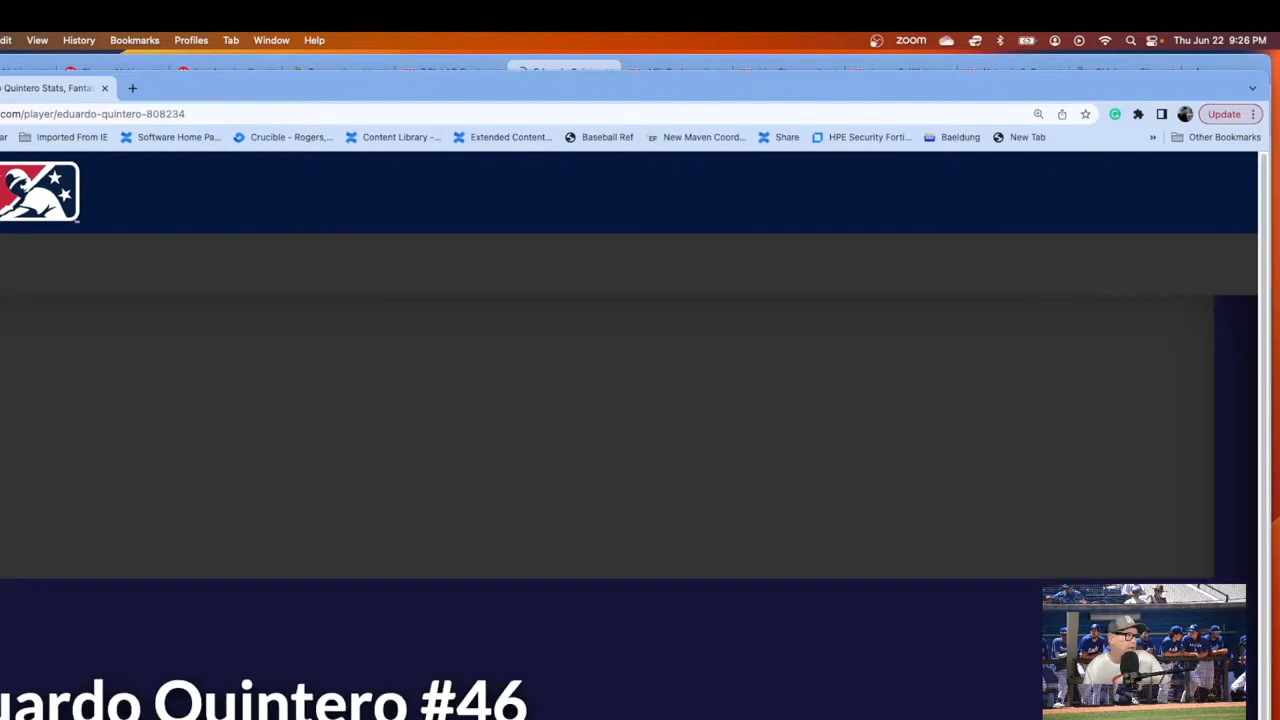 dit View History Bookmarks Profiles Tab Window Help zoom Thu Jun 22 9:26 PM
Quintero Stats, Fantas
com/player/eduardo-quintero-808234 Update
ar Imported From IE Software Home Pa... Crucible - Rogers,... Content Library -... Extended Content... Baseball Ref New Maven Coord... Share HPE Security Forti... Baeldung New Tab » Other Bookmarks
uardo Quintero #46